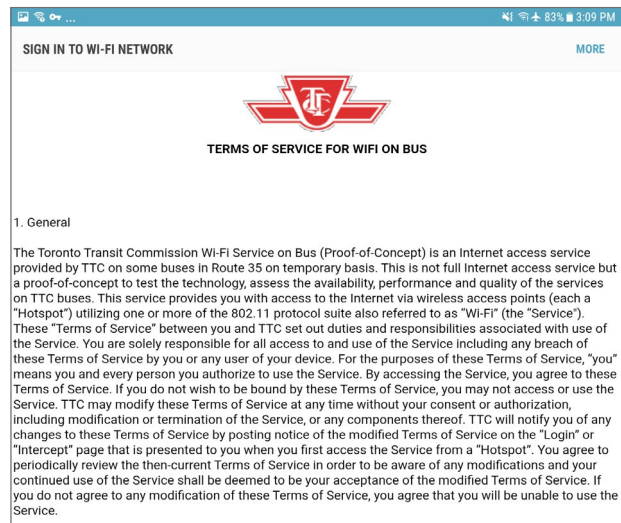 83% 3:09 PM
SIGN IN TO WI-FI NETWORK
MORE
TTC
TERMS OF SERVICE FOR WIFI ON BUS
1. General
The Toronto Transit Commission Wi-Fi Service on Bus (Proof-of-Concept) is an Internet access service
provided by TTC on some buses in Route 35 on temporary basis. This is not full Internet access service but
a proof-of-concept to test the technology, assess the availability, performance and quality of the services
on TTC buses. This service provides you with access to the Internet via wireless access points (each a
“Hotspot”) utilizing one or more of the 802.11 protocol suite also referred to as “Wi-Fi” (the “Service").
These “Terms of Service” between you and TTC set out duties and responsibilities associated with use of
the Service. You are solely responsible for all access to and use of the Service including any breach of
these Terms of Service by you or any user of your device. For the purposes of these Terms of Service, “you”
means you and every person you authorize to use the Service. By accessing the Service, you agree to these
Terms of Service. If you do not wish to be bound by these Terms of Service, you may not access or use the
Service. TTC may modify these Terms of Service at any time without your consent or authorization,
including modification or termination of the Service, or any components thereof. TTC will notify you of any
changes to these Terms of Service by posting notice of the modified Terms of Service on the “Login” or
“Intercept” page that is presented to you when you first access the Service from a “Hotspot”. You agree to
periodically review the then-current Terms of Service in order to be aware of any modifications and your
continued use of the Service shall be deemed to be your acceptance of the modified Terms of Service. If
you do not agree to any modification of these Terms of Service, you agree that you will be unable to use the
Service.